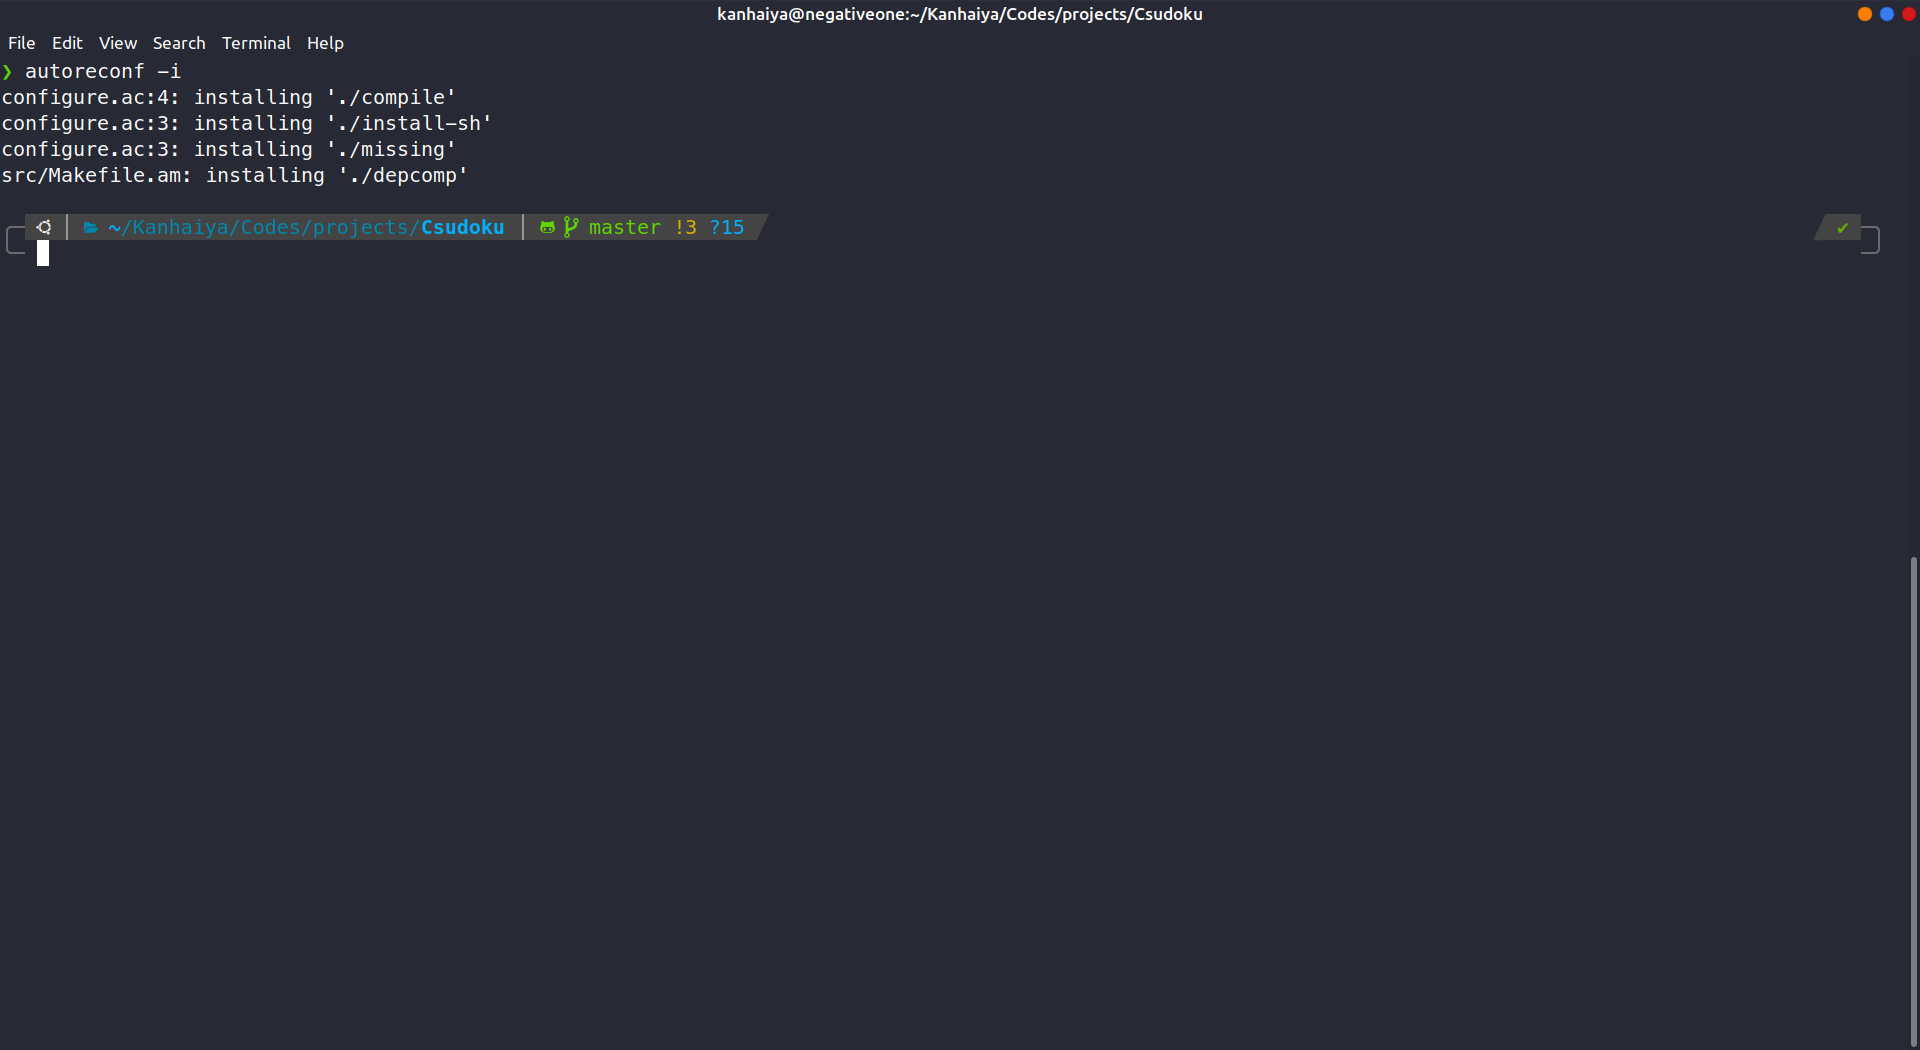 kanhaiya@negativeone:~/Kanhaiya/Codes/projects/Csudoku
File Edit View Search Terminal Help
❯ autoreconf -i
configure.ac:4: installing './compile'
configure.ac:3: installing './install-sh'
configure.ac:3: installing './missing'
src/Makefile.am: installing './depcomp'
~/Kanhaiya/Codes/projects/Csudoku master !3 ?15 ✔